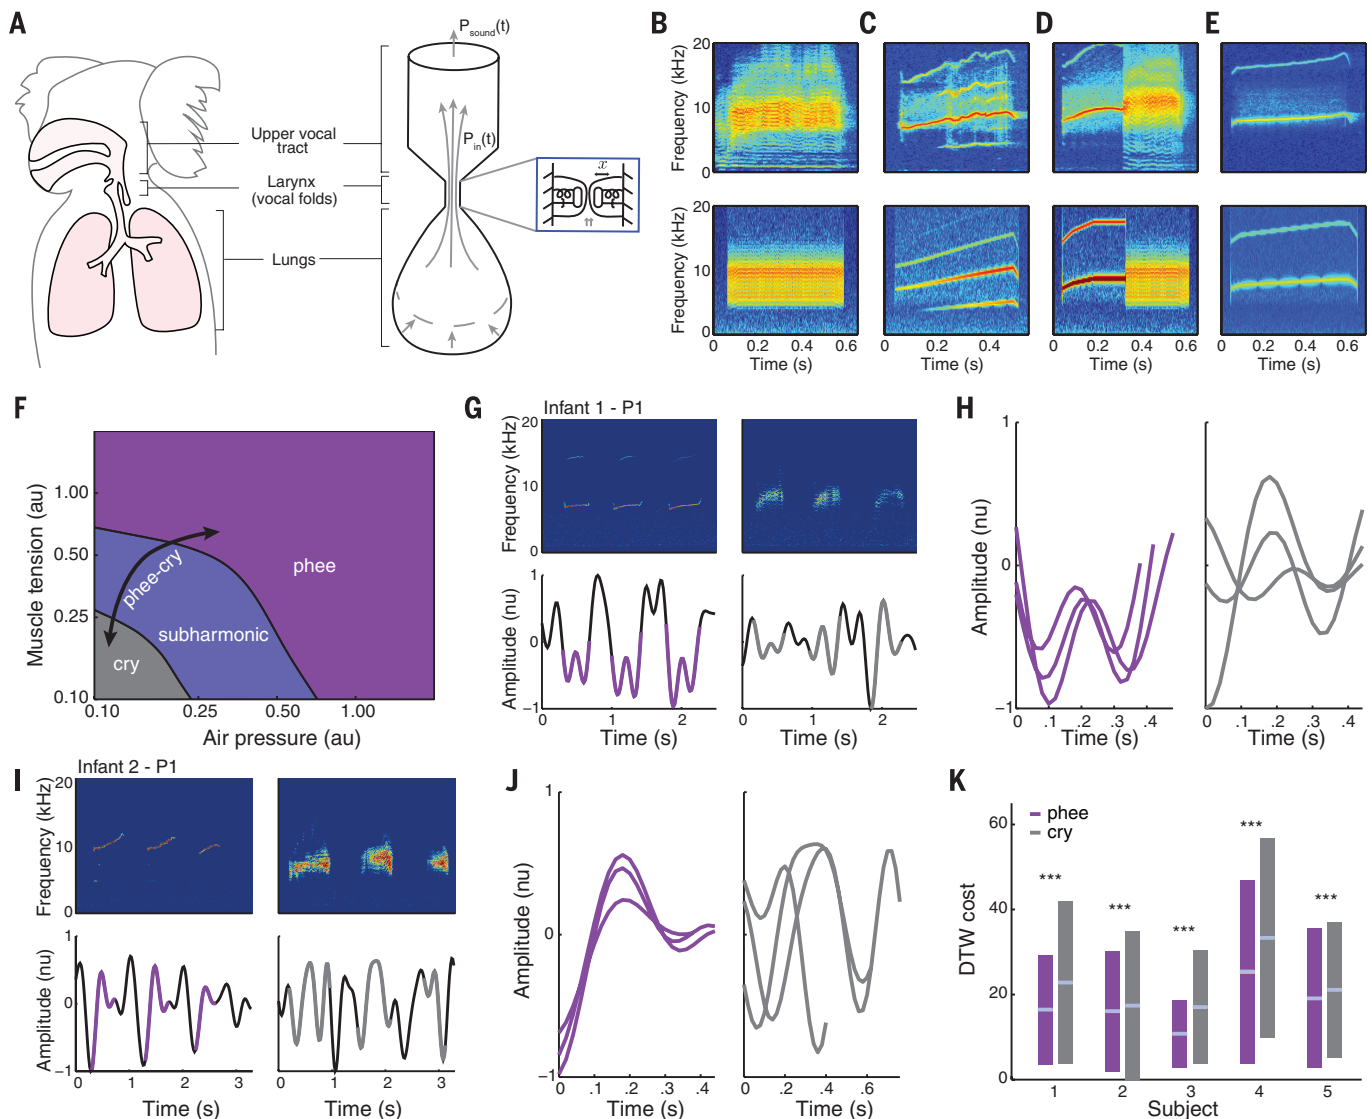 A
Upper vocal
tract
Larynx
(vocal folds)
Lungs
P sound (t)
P in (t)
x
B
C
D
E
Frequency (kHz)
20
10
0
Frequency (kHz)
20
10
0
0 0.2 0.4 0.6
Time (s)
0 0.2 0.4
Time (s)
0 0.2 0.4 0.6
Time (s)
0 0.2 0.4 0.6
Time (s)
F
Muscle tension (au)
1.00
0.50
0.25
0.10
phee-cry
phee
subharmonic
cry
0.10 0.25 0.50 1.00
Air pressure (au)
G
Infant 1 - P1
Frequency (kHz)
20
10
0
Amplitude (nu)
1
0
−1
0 1 2
Time (s)
0 1 2
Time (s)
H
Amplitude (nu)
1
0
−1
0 .1 .2 .3 .4
Time (s)
0 .1 .2 .3 .4
Time (s)
I
Infant 2 - P1
Frequency (kHz)
20
10
0
Amplitude (nu)
1
0
−1
0 1 2 3
Time (s)
0 1 2 3
Time (s)
J
Amplitude (nu)
1
0
−1
0 .1 .2 .3 .4
Time (s)
0 .2 .4 .6
Time (s)
K
DTW cost
60
40
20
0
phee
cry
***
***
***
***
***
1 2 3 4 5
Subject